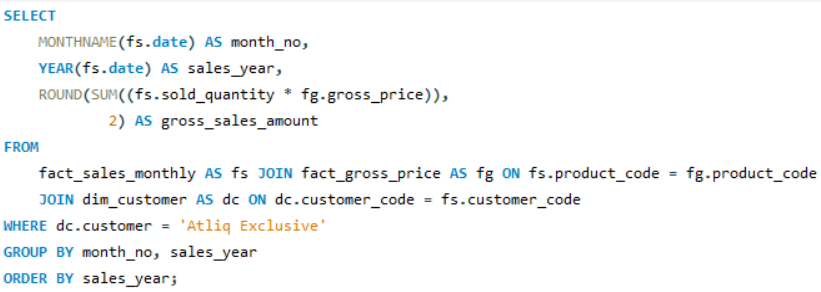 SELECT
    MONTHNAME(fs.date) AS month_no,
    YEAR(fs.date) AS sales_year,
    ROUND(SUM((fs.sold_quantity * fg.gross_price)),
            2) AS gross_sales_amount
FROM
    fact_sales_monthly AS fs JOIN fact_gross_price AS fg ON fs.product_code = fg.product_code
    JOIN dim_customer AS dc ON dc.customer_code = fs.customer_code
WHERE dc.customer = 'Atliq Exclusive'
GROUP BY month_no, sales_year
ORDER BY sales_year;